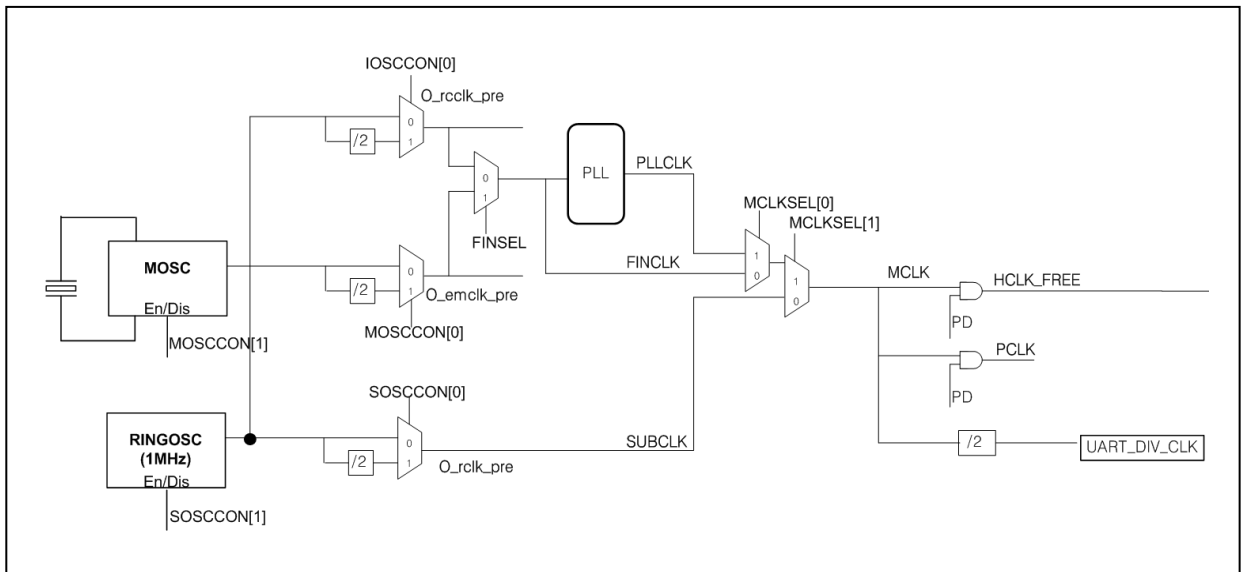 IOSCCON[0]
O_rcclk_pre
0
1
/2
PLL
PLLCLK
0
1
FINSEL
MCLKSEL[0]
MCLKSEL[1]
MOSC
En/Dis
MOSCCON[1]
0
1
/2
O_emclk_pre
MOSCCON[0]
FINCLK
1
0
1
0
MCLK
HCLK_FREE
PD
PCLK
PD
SOSCCON[0]
RINGOSC
(1MHz)
En/Dis
SOSCCON[1]
0
1
/2
O_rclk_pre
SUBCLK
/2
UART_DIV_CLK